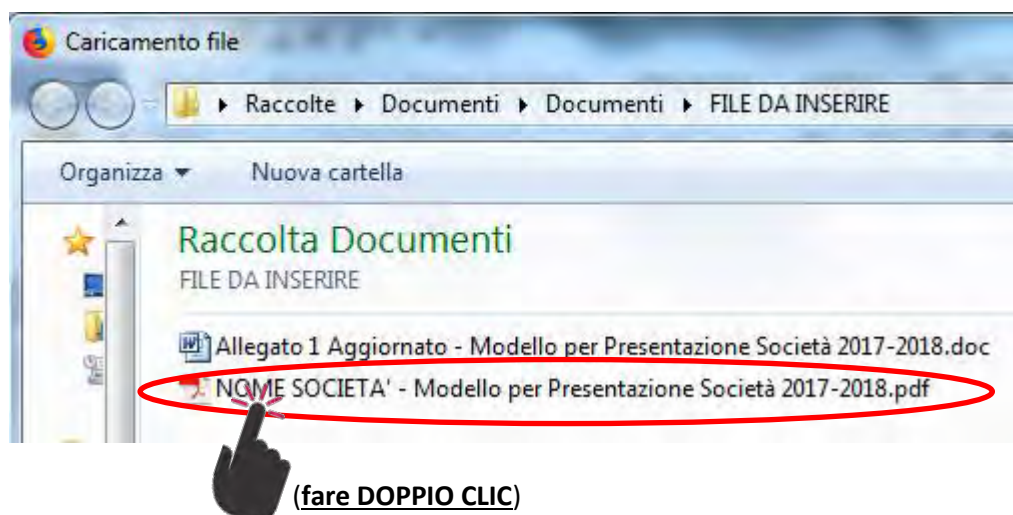 Caricamento file
Raccolte ▸ Documenti ▸ Documenti ▸ FILE DA INSERIRE
Organizza ▾ Nuova cartella
Raccolta Documenti
FILE DA INSERIRE
Allegato 1 Aggiornato - Modello per Presentazione Società 2017-2018.doc
NOME SOCIETA' - Modello per Presentazione Società 2017-2018.pdf
(fare DOPPIO CLIC)